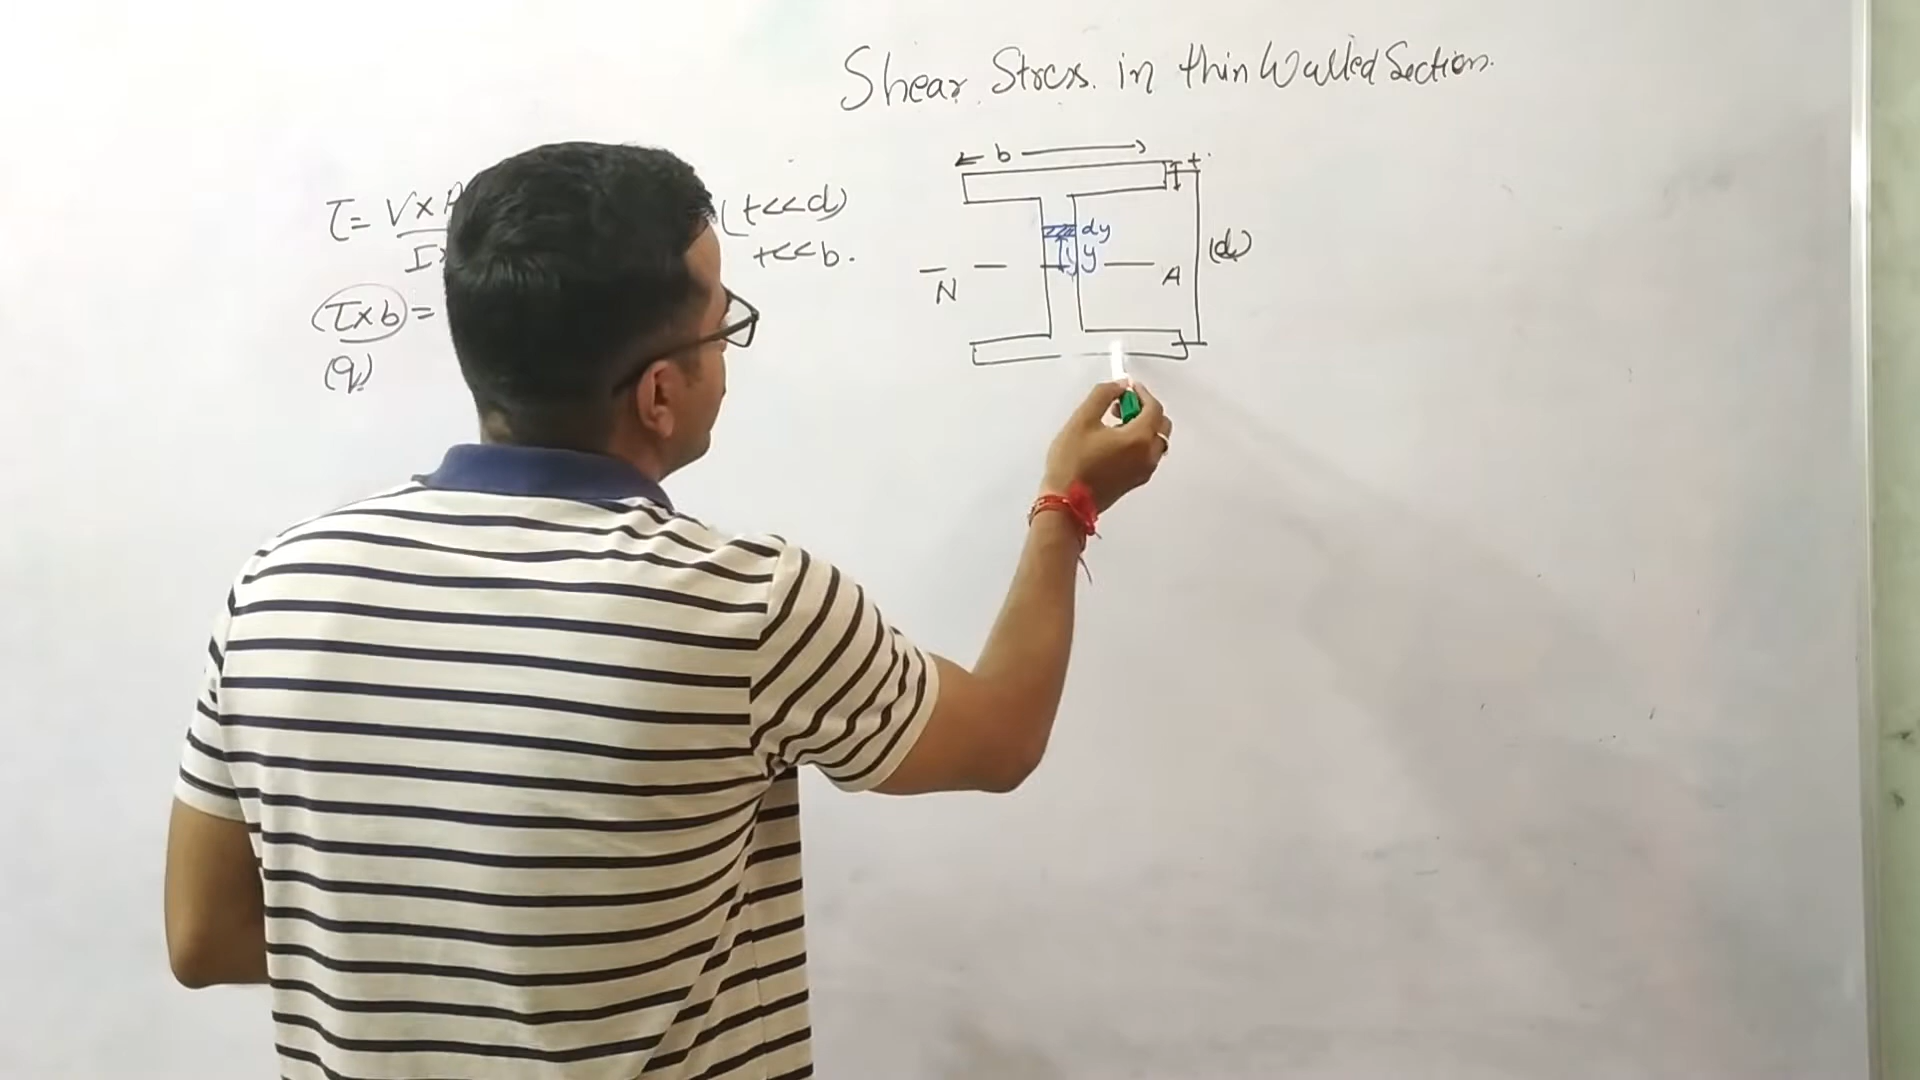 Shear Stress. in thin Walled Section.
b
t
τ= V×
I
(t<<d)
t<<b.
(τ×b)=
(q)
dy
y
(d)
N
A